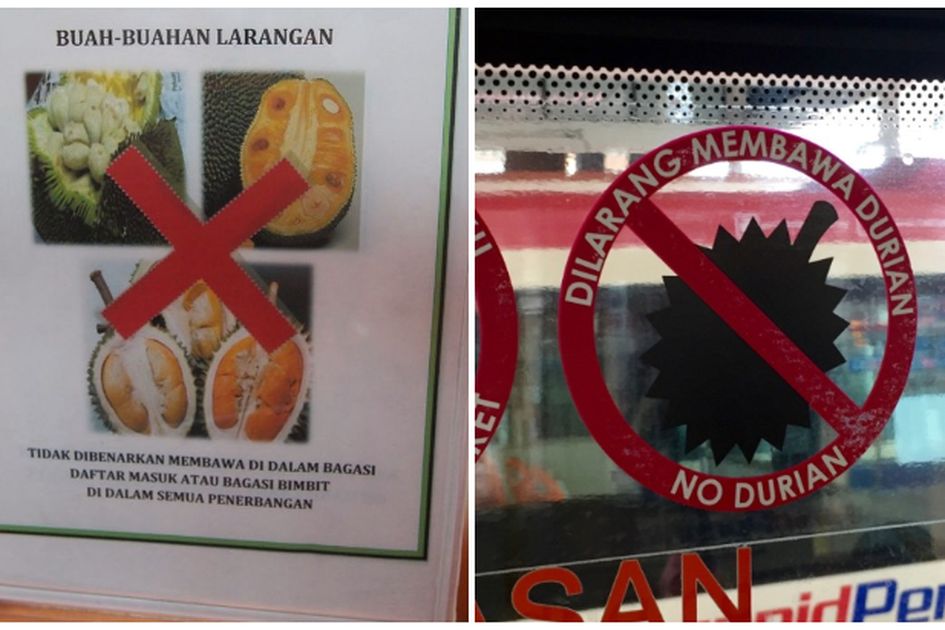 BUAH-BUAHAN LARANGAN
TIDAK DIBENARKAN MEMBAWA DI DALAM BAGASI
DAFTAR MASUK ATAU BAGASI BIMBIT
DI DALAM SEMUA PENERBANGAN
DILARANG MEMBAWA DURIAN
NO DURIAN